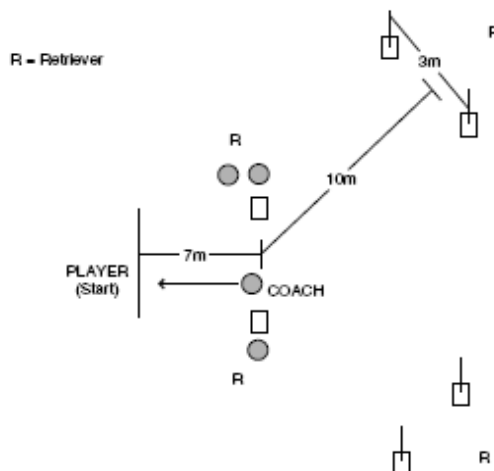 R = Retriever
R
3m
R
10m
7m
PLAYER
(Start)
COACH
R
R